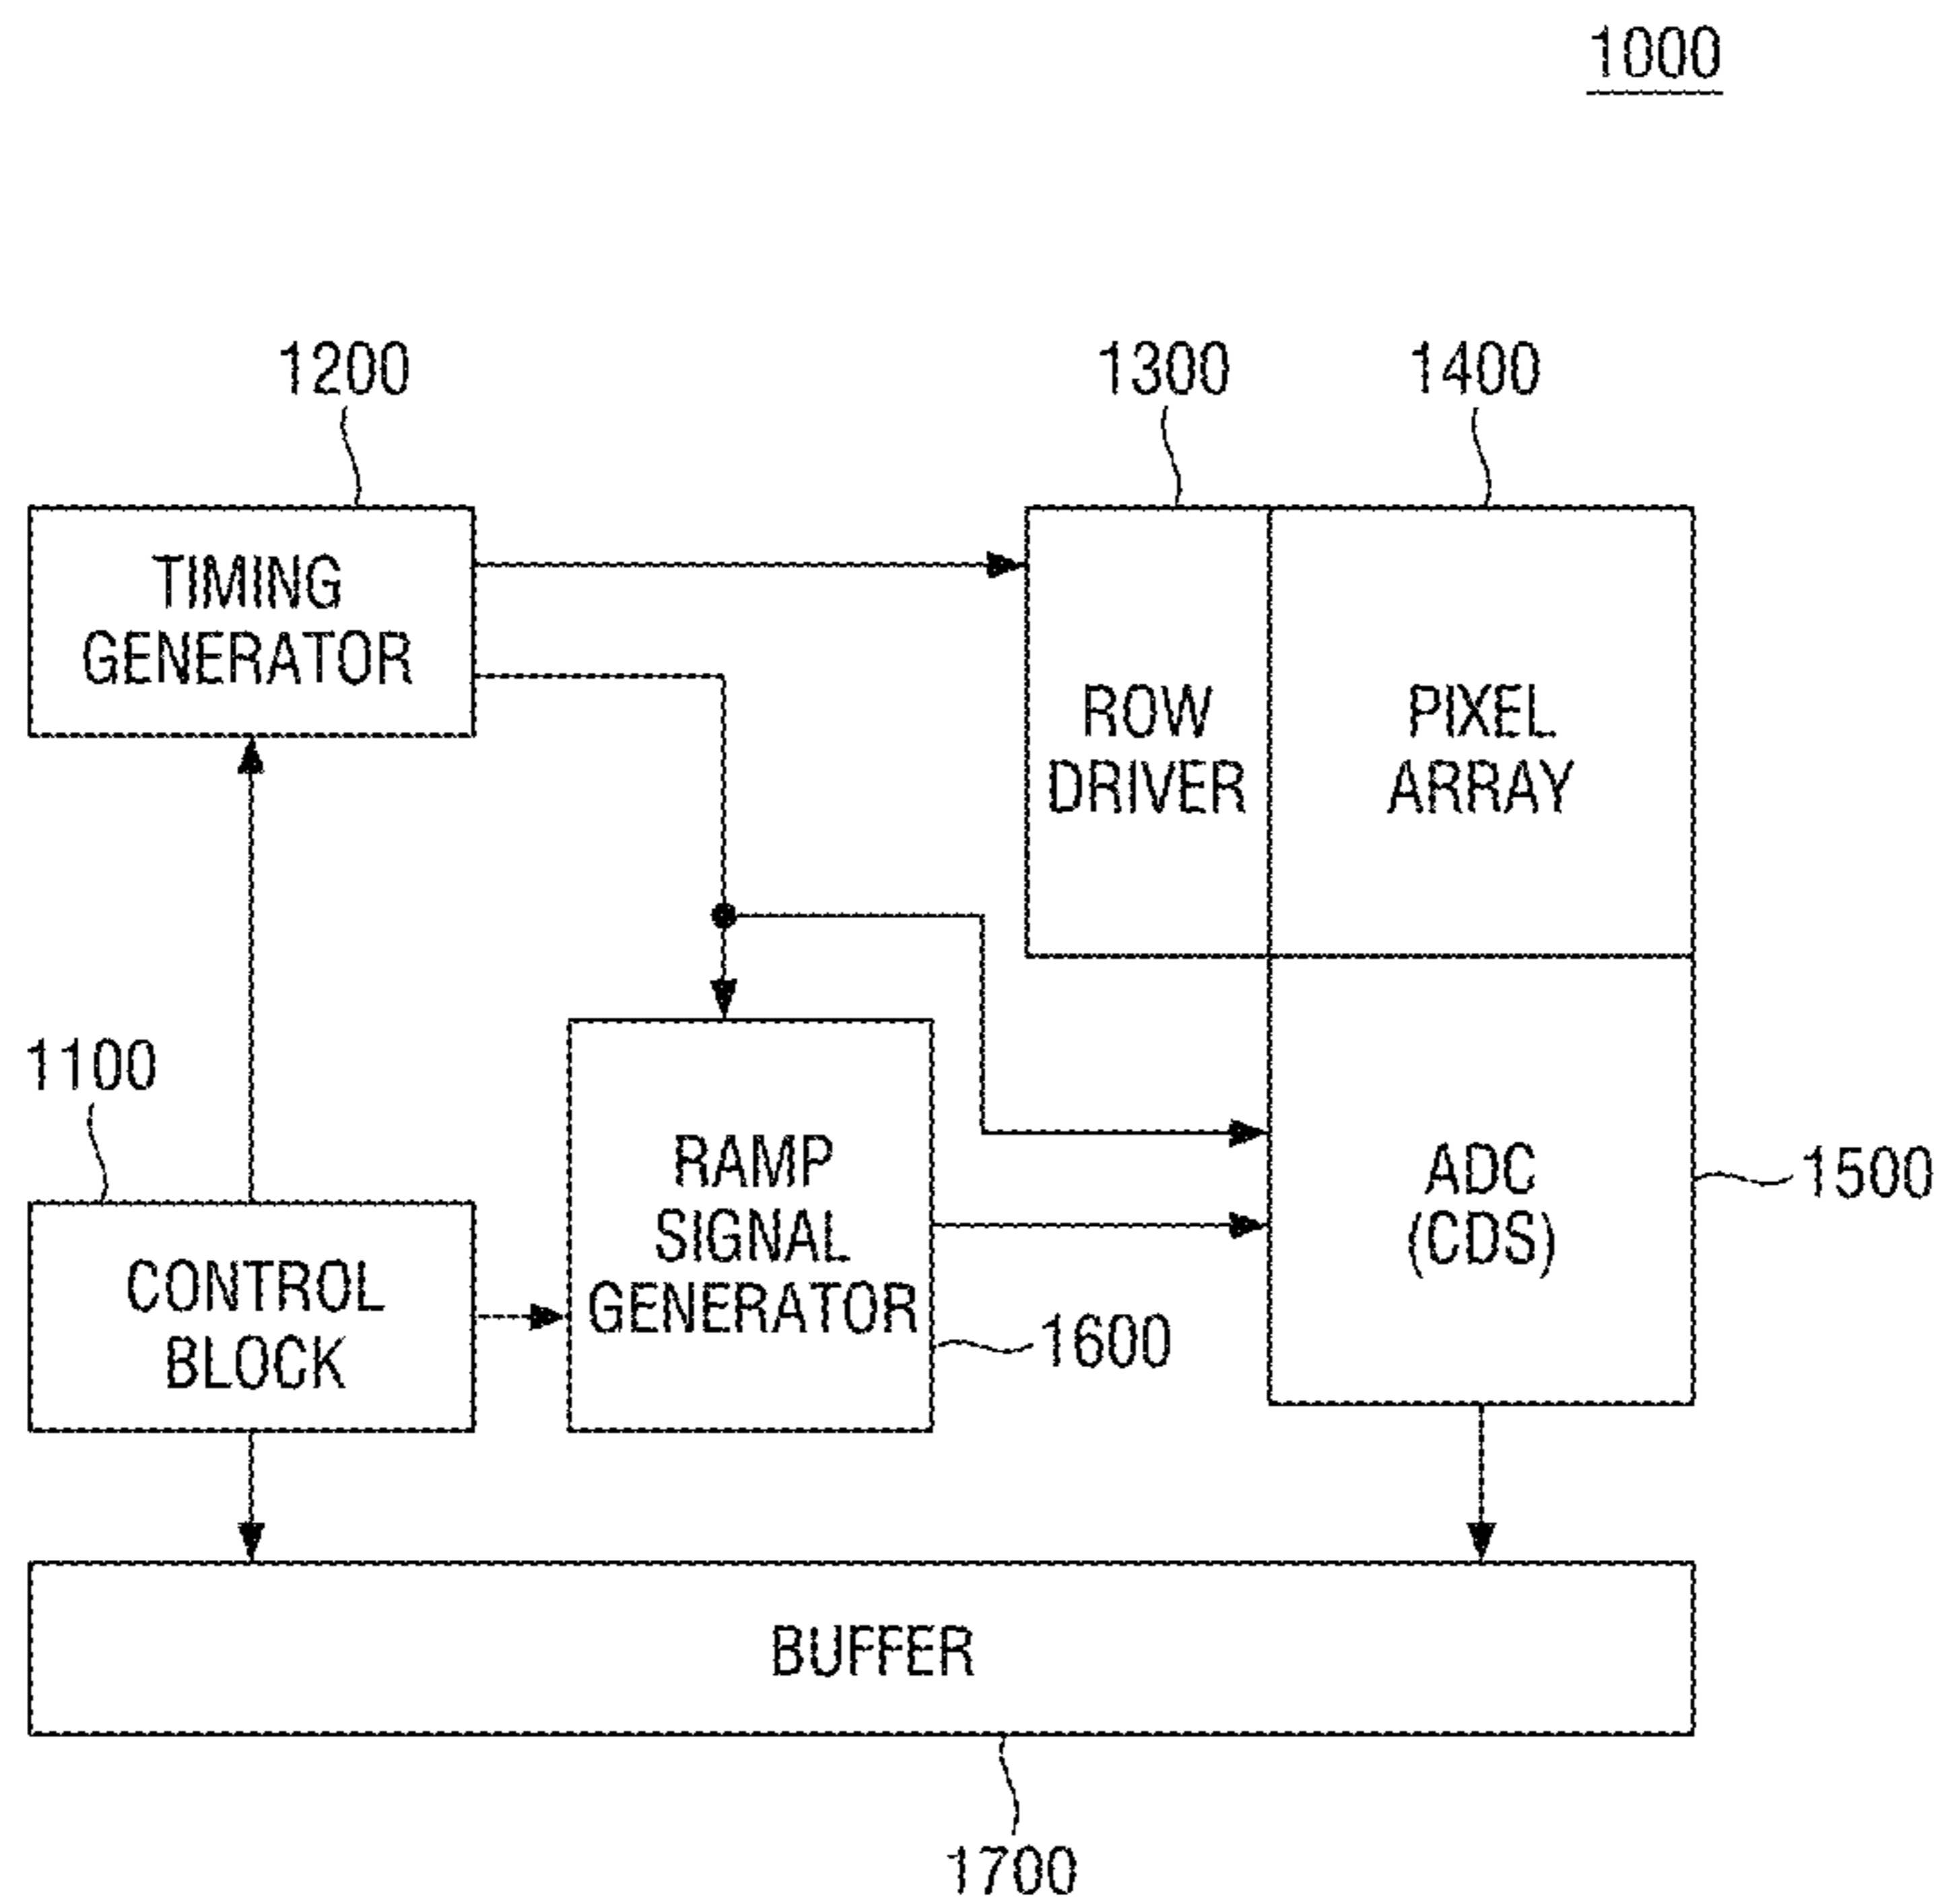 1000
1200
1300
1400
TIMING
GENERATOR
ROW
DRIVER
PIXEL
ARRAY
1100
CONTROL
BLOCK
RAMP
SIGNAL
GENERATOR
1600
ADC
(CDS)
1500
BUFFER
1700